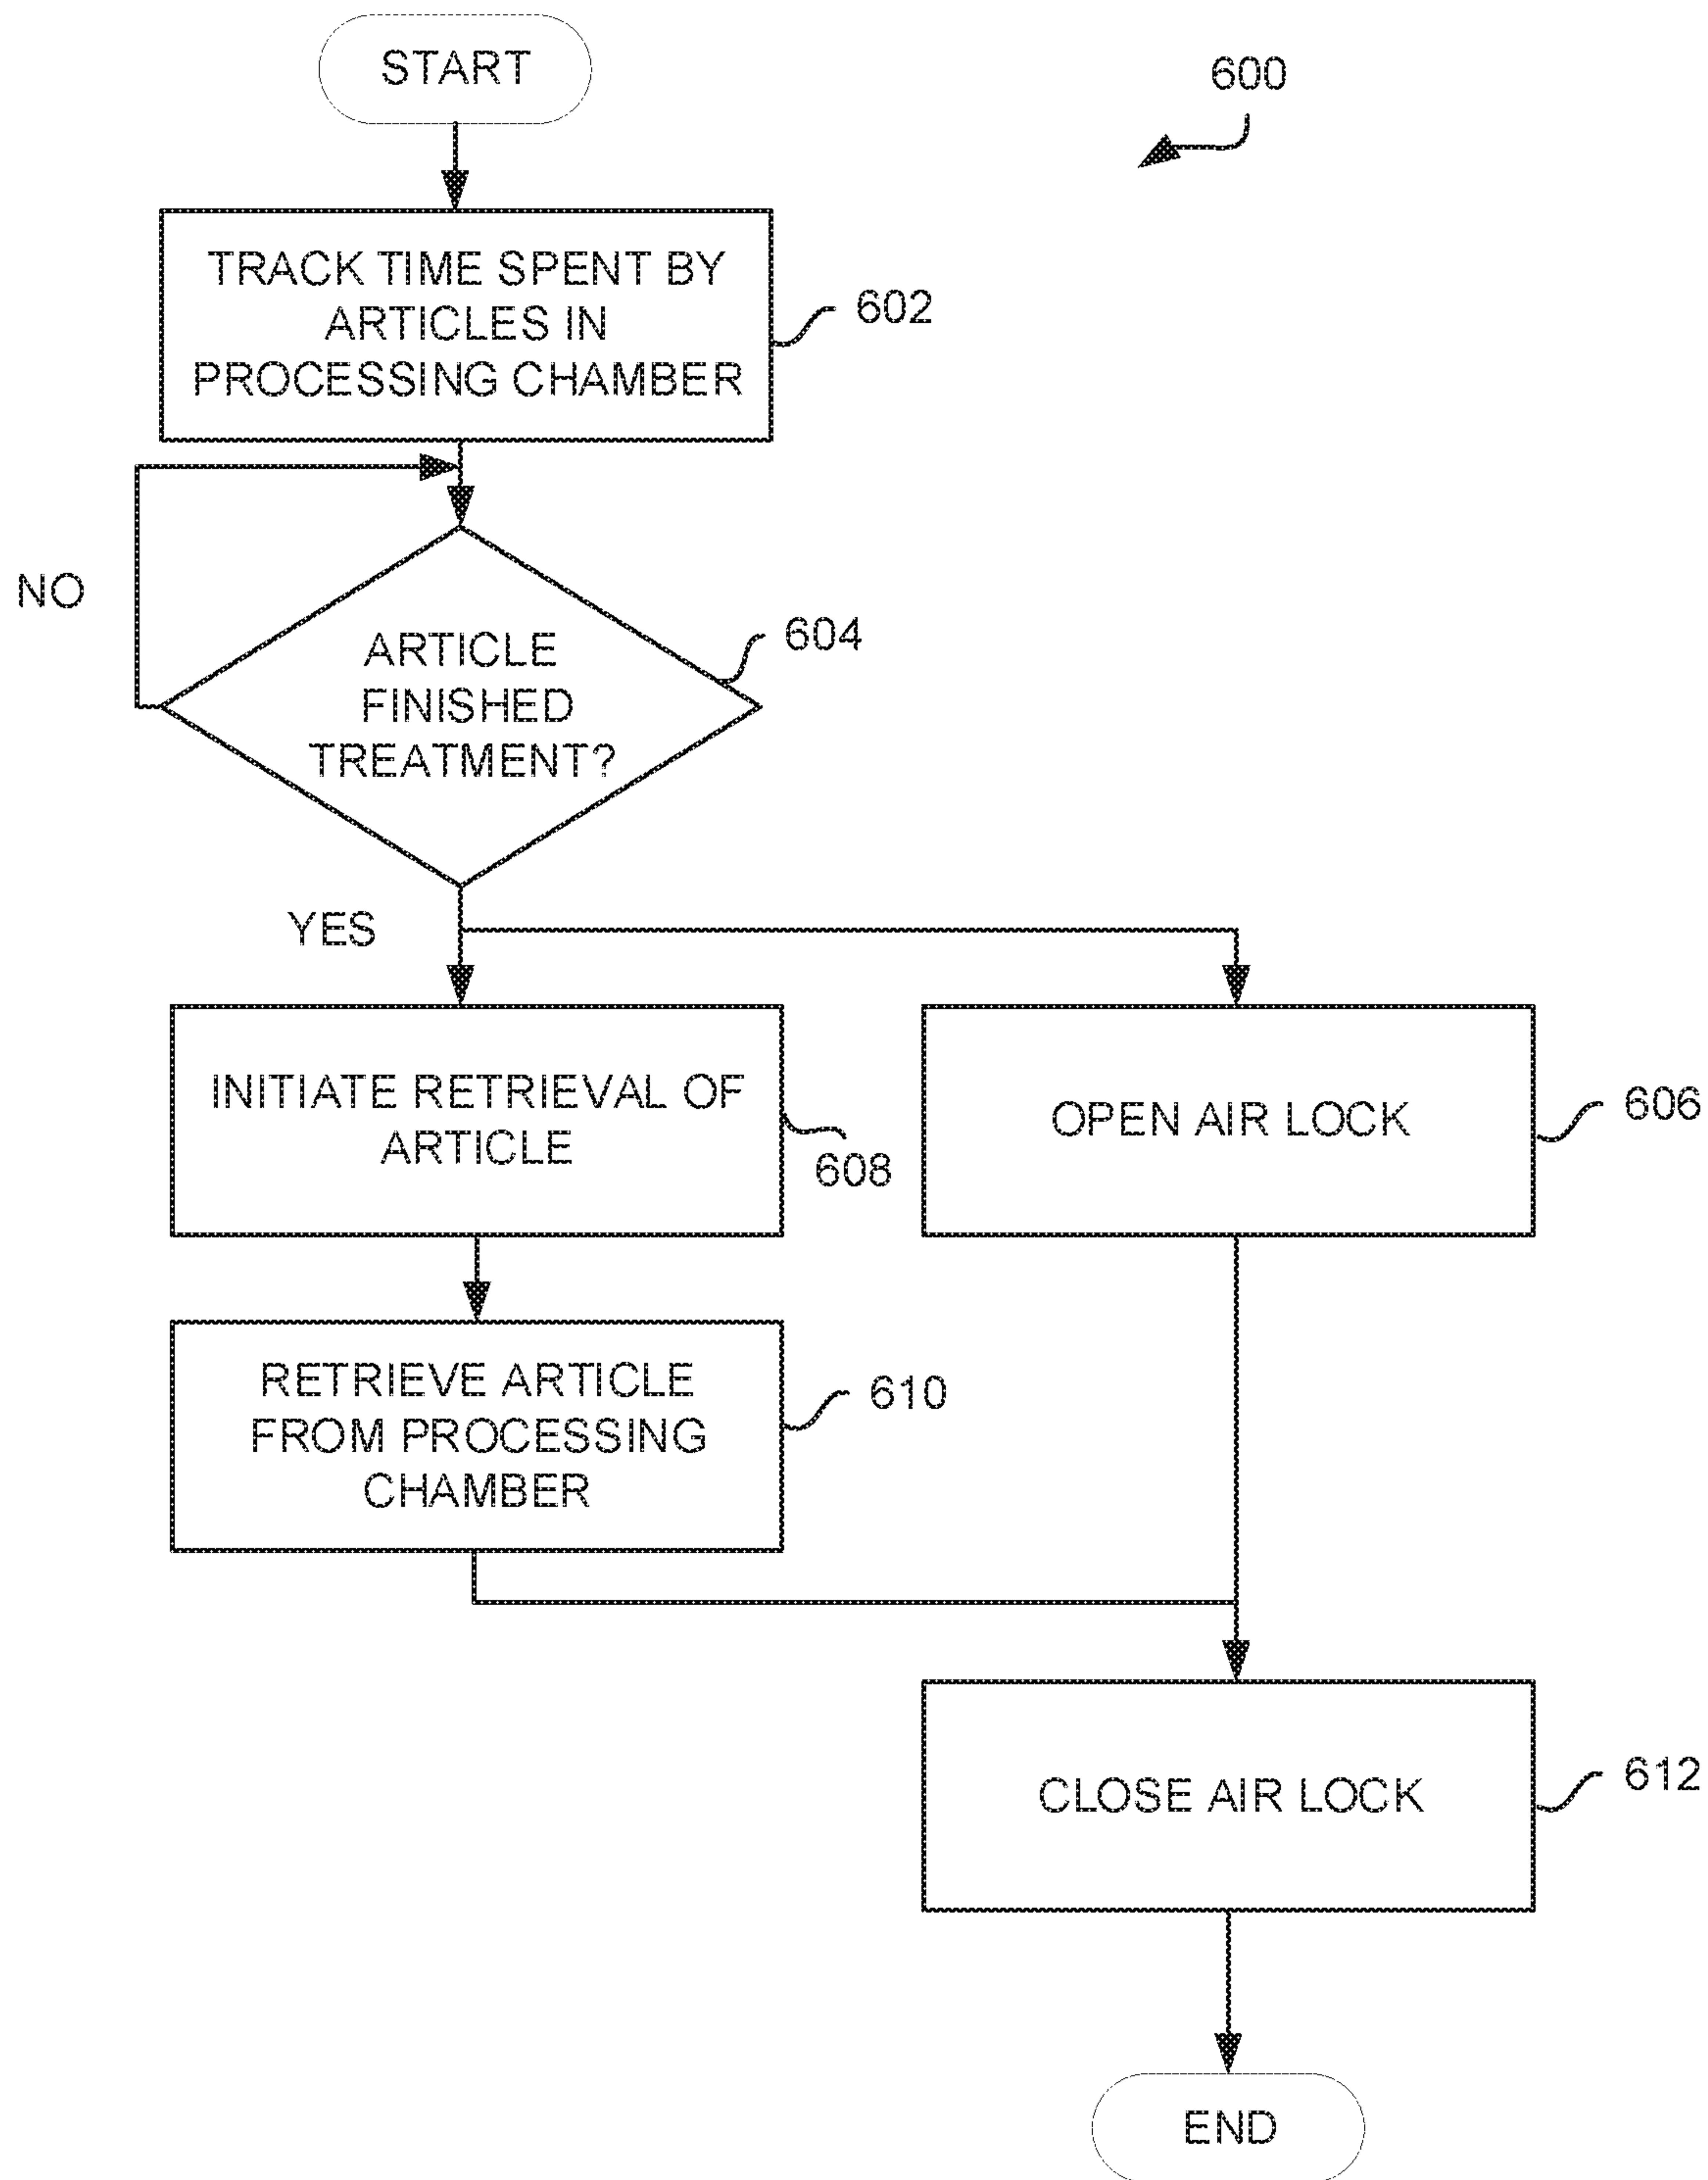 START
600
TRACK TIME SPENT BY
ARTICLES IN
PROCESSING CHAMBER
602
NO
ARTICLE
FINISHED
TREATMENT?
604
YES
INITIATE RETRIEVAL OF
ARTICLE
608
OPEN AIR LOCK
606
RETRIEVE ARTICLE
FROM PROCESSING
CHAMBER
610
CLOSE AIR LOCK
612
END